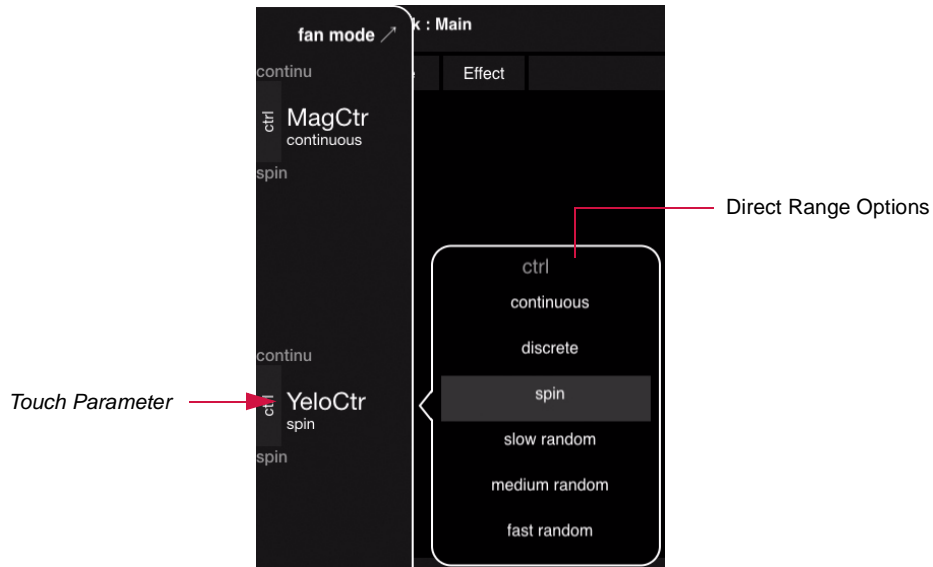 fan mode ↗
k : Main
continu
Effect
ctrl
MagCtr
continuous
spin
Direct Range Options
ctrl
continuous
discrete
spin
slow random
medium random
fast random
continu
Touch Parameter
ctrl
YeloCtr
spin
spin